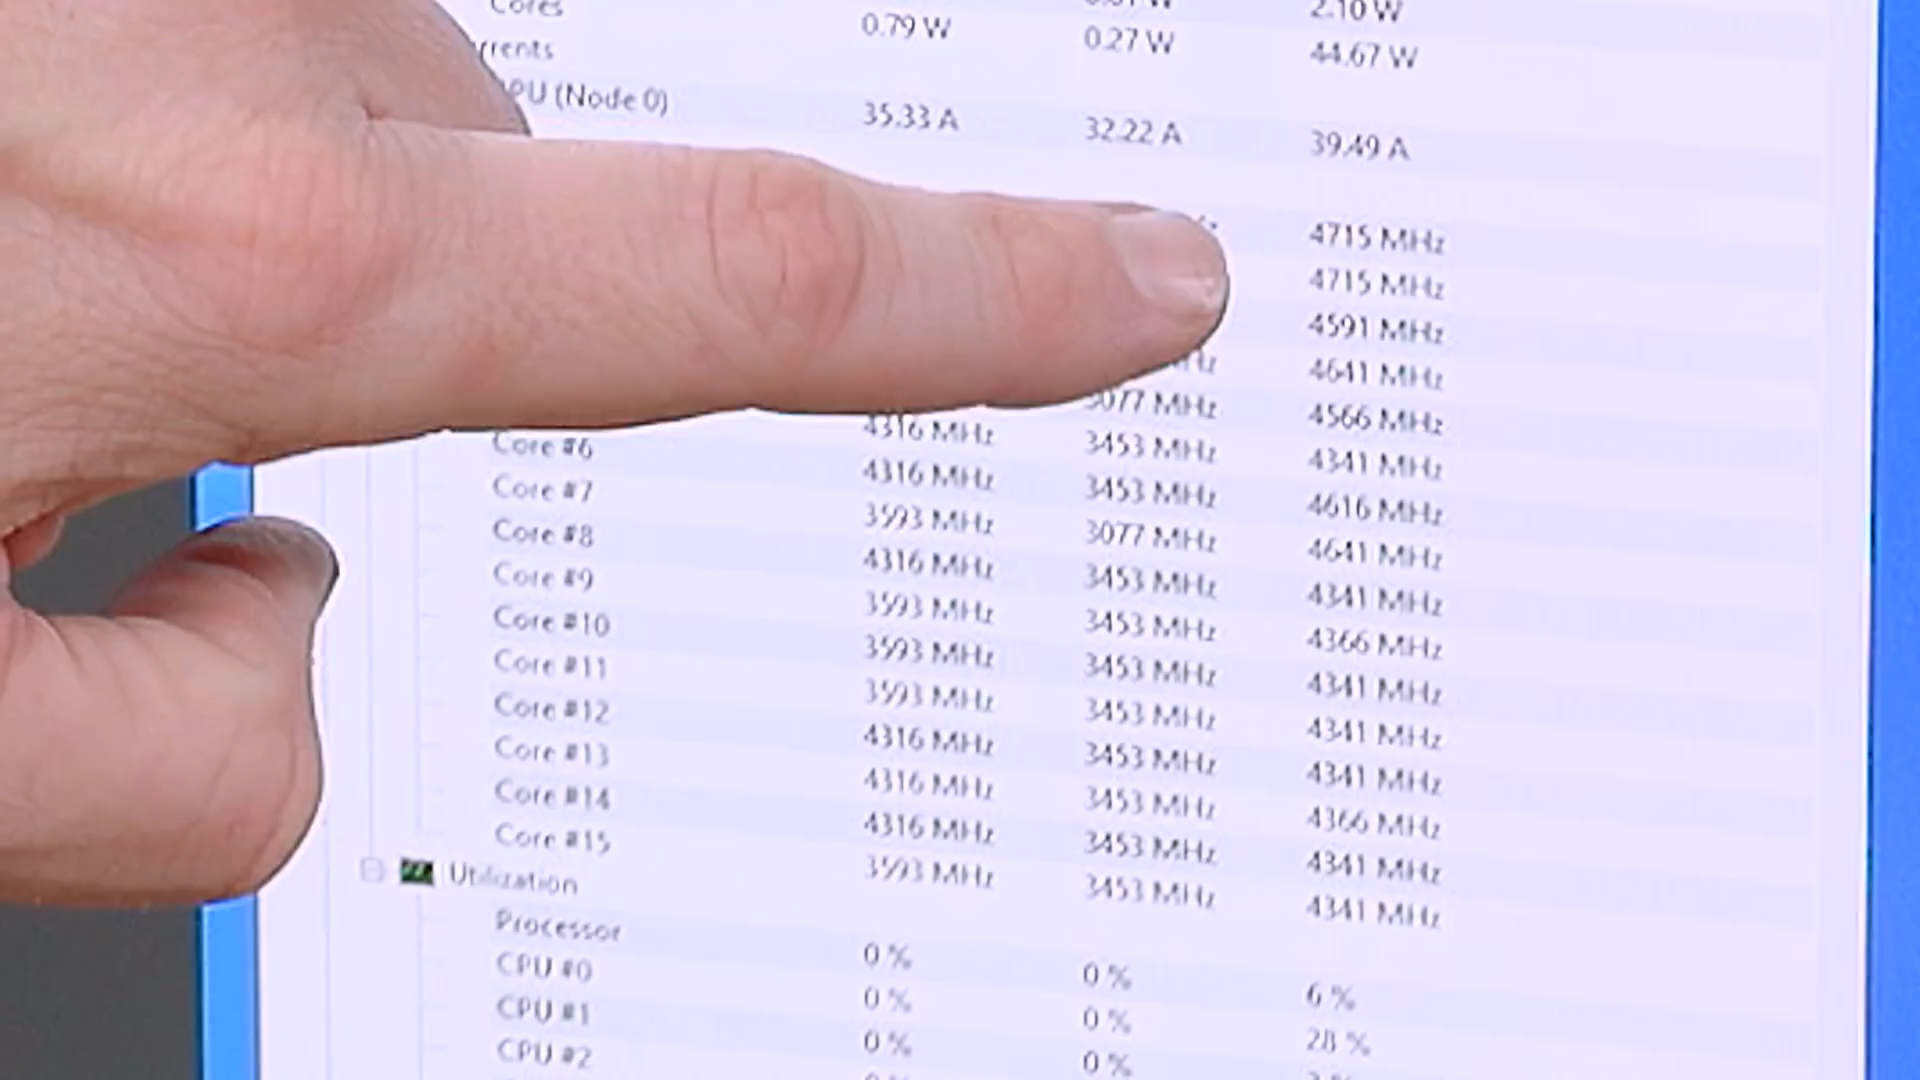 Cores 2.10 W
0.79 W 0.27 W 44.67 W
(Node 0)
35.33 A 32.22 A 39.49 A
4715 MHz
4715 MHz
4591 MHz
4641 MHz
MHz 4566 MHz
Core #6 4316 MHz 3453 MHz 4341 MHz
Core #7 4316 MHz 3453 MHz 4616 MHz
Core #8 3593 MHz 3077 MHz 4641 MHz
Core #9 4316 MHz 3453 MHz 4341 MHz
Core #10 3593 MHz 3453 MHz 4366 MHz
Core #11 3593 MHz 3453 MHz 4341 MHz
Core #12 3593 MHz 3453 MHz 4341 MHz
Core #13 4316 MHz 3453 MHz 4341 MHz
Core #14 4316 MHz 3453 MHz 4366 MHz
Core #15 4316 MHz 3453 MHz 4341 MHz
Utilization 3593 MHz 3453 MHz 4341 MHz
Processor 0 % 0 % 6 %
CPU #0 0 % 0 % 28 %
CPU #1 0 % 0 %
CPU #2